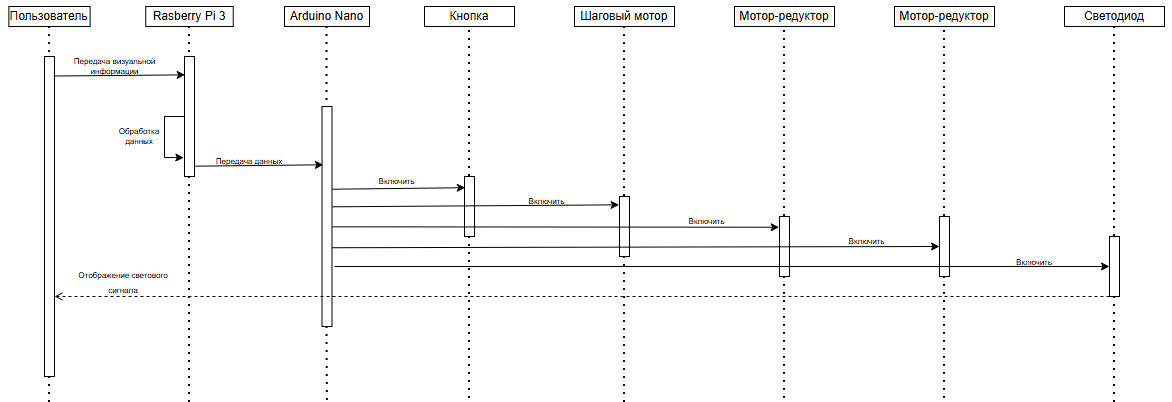 Пользователь
Rasberry Pi 3
Arduino Nano
Кнопка
Шаговый мотор
Мотор-редуктор
Мотор-редуктор
Светодиод
Передача визуальной
информации
Обработка
данных
Передача данных
Включить
Включить
Включить
Включить
Включить
Отображение светового
сигнала